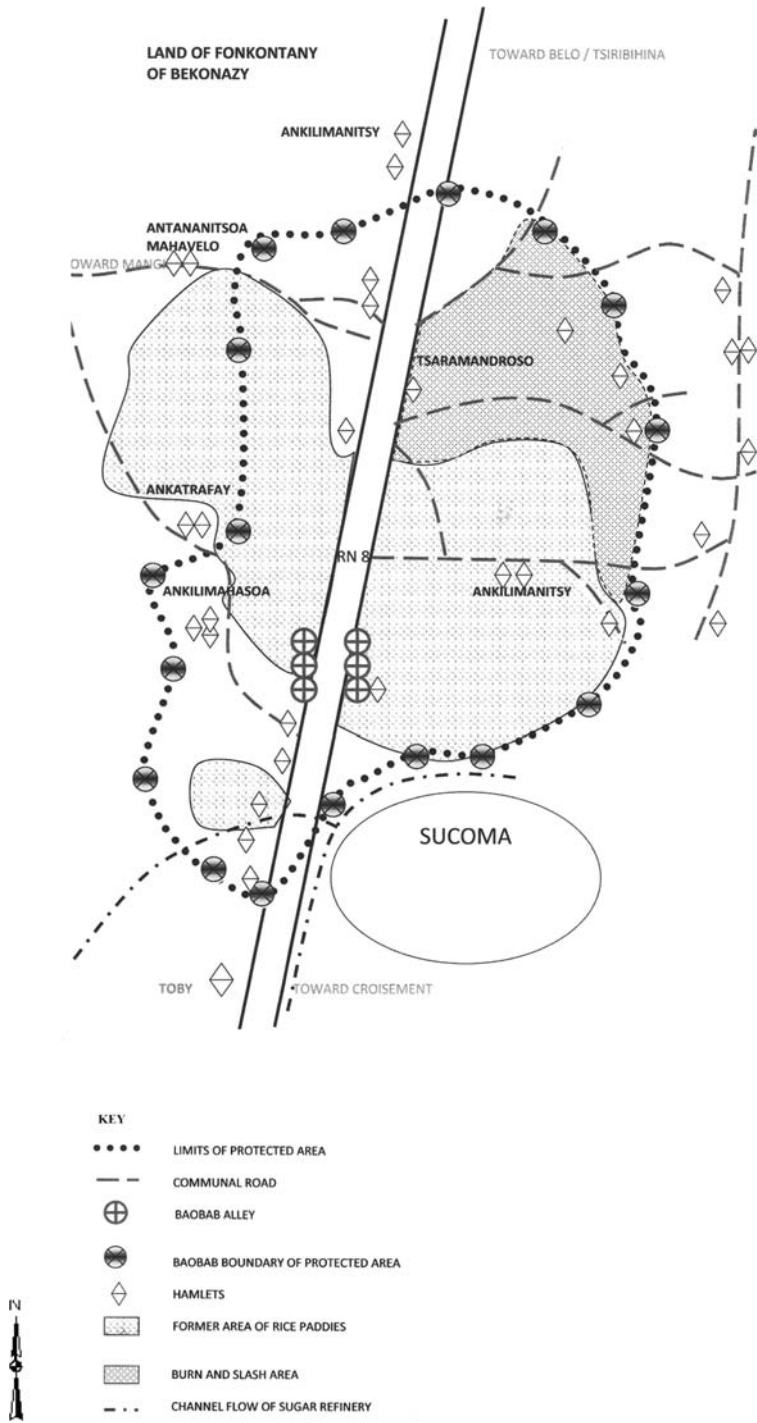 LAND OF FONKONTANY
OF BEKONAZY
TOWARD BELO / TSIRIBIHINA
ANKILIMANITSY
ANTANANITSOA
MAHAVELO
OWARD MANGI
TSARAMANDROSO
ANKATRAFAY
RN 8
ANKILIMAHASOA
ANKILIMANITSY
SUCOMA
TOBY
TOWARD CROISEMENT
KEY
LIMITS OF PROTECTED AREA
COMMUNAL ROAD
BAOBAB ALLEY
BAOBAB BOUNDARY OF PROTECTED AREA
HAMLETS
FORMER AREA OF RICE PADDIES
BURN AND SLASH AREA
CHANNEL FLOW OF SUGAR REFINERY
N